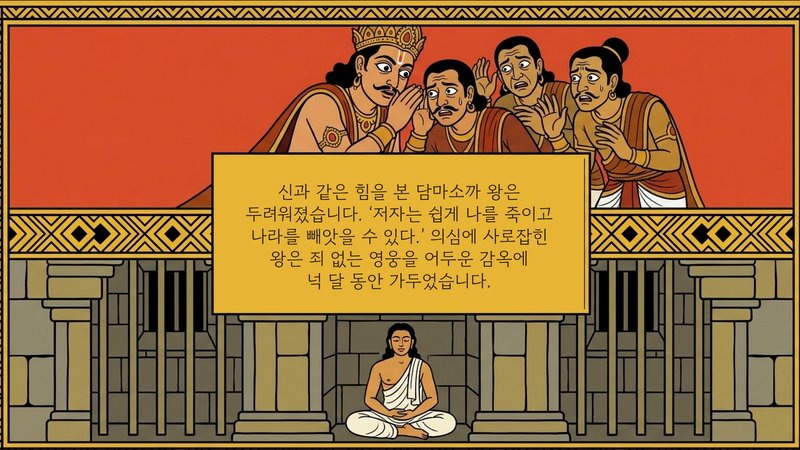 신과 같은 힘을 본 담마소까 왕은
두려워졌습니다. ‘저자는 쉽게 나를 죽이고
나라를 빼앗을 수 있다.’ 의심에 사로잡힌
왕은 죄 없는 영웅을 어두운 감옥에
넉 달 동안 가두었습니다.